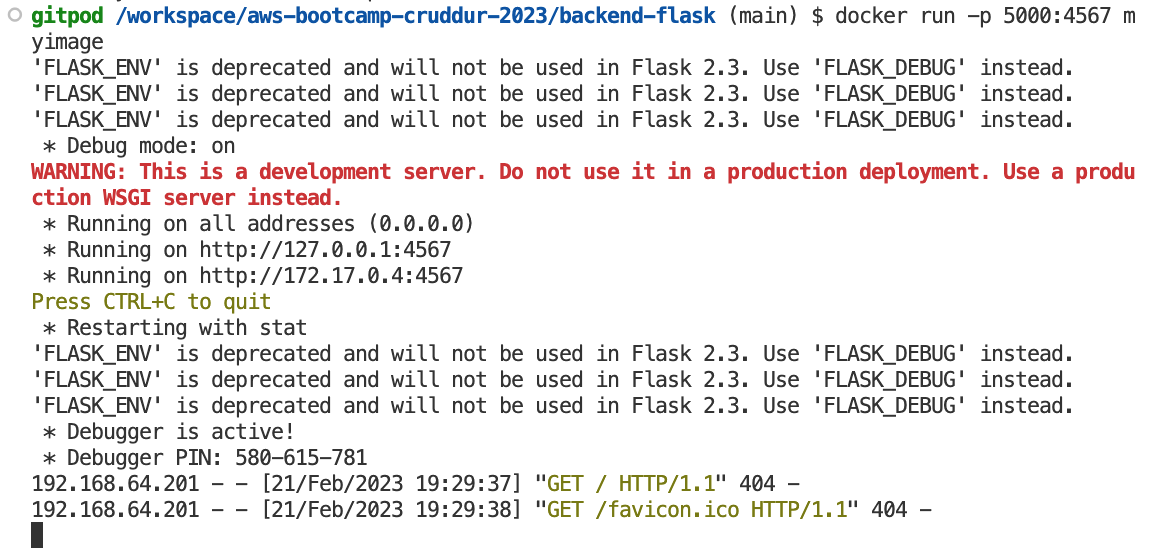 gitpod /workspace/aws-bootcamp-cruddur-2023/backend-flask (main) $ docker run -p 5000:4567 m
yimage
'FLASK_ENV' is deprecated and will not be used in Flask 2.3. Use 'FLASK_DEBUG' instead.
'FLASK_ENV' is deprecated and will not be used in Flask 2.3. Use 'FLASK_DEBUG' instead.
'FLASK_ENV' is deprecated and will not be used in Flask 2.3. Use 'FLASK_DEBUG' instead.
 * Debug mode: on
WARNING: This is a development server. Do not use it in a production deployment. Use a produ
ction WSGI server instead.
 * Running on all addresses (0.0.0.0)
 * Running on http://127.0.0.1:4567
 * Running on http://172.17.0.4:4567
Press CTRL+C to quit
 * Restarting with stat
'FLASK_ENV' is deprecated and will not be used in Flask 2.3. Use 'FLASK_DEBUG' instead.
'FLASK_ENV' is deprecated and will not be used in Flask 2.3. Use 'FLASK_DEBUG' instead.
'FLASK_ENV' is deprecated and will not be used in Flask 2.3. Use 'FLASK_DEBUG' instead.
 * Debugger is active!
 * Debugger PIN: 580-615-781
192.168.64.201 - - [21/Feb/2023 19:29:37] "GET / HTTP/1.1" 404 -
192.168.64.201 - - [21/Feb/2023 19:29:38] "GET /favicon.ico HTTP/1.1" 404 -